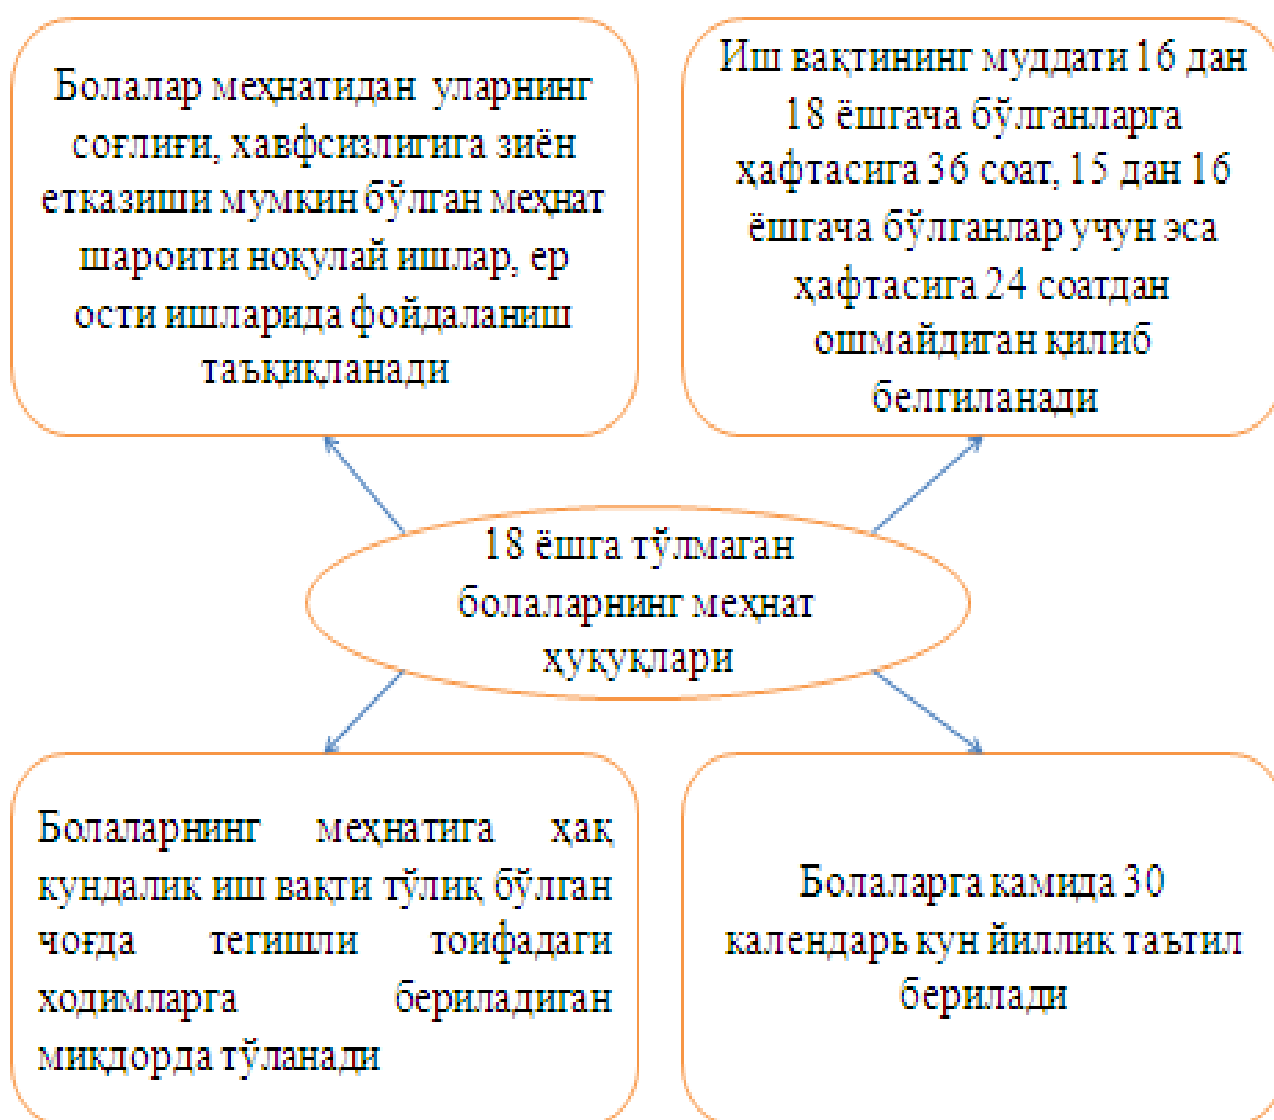 Болалар меҳнатидан уларнинг
соғлиғи, хавфсизлигига зиён
етказиши мумкин бўлган меҳнат
шароити ноқулай ишлар, ер
ости ишларида фойдаланиш
таъқиқланади
Иш вақтининг муддати 16 дан
18 ёшгача бўлганларга
ҳафтасига 36 соат, 15 дан 16
ёшгача бўлганлар учун эса
ҳафтасига 24 соатдан
ошмайдиган қилиб
белгиланади
18 ёшга тўлмаган
болаларнинг меҳнат
ҳуқуқлари
Болаларнинг меҳнатига ҳақ
кундалик иш вақти тўлиқ бўлган
чоғда тегишли тоифадаги
ходимларга бериладиган
миқдорда тўланади
Болаларга камида 30
календарь кун йиллик таътил
берилади